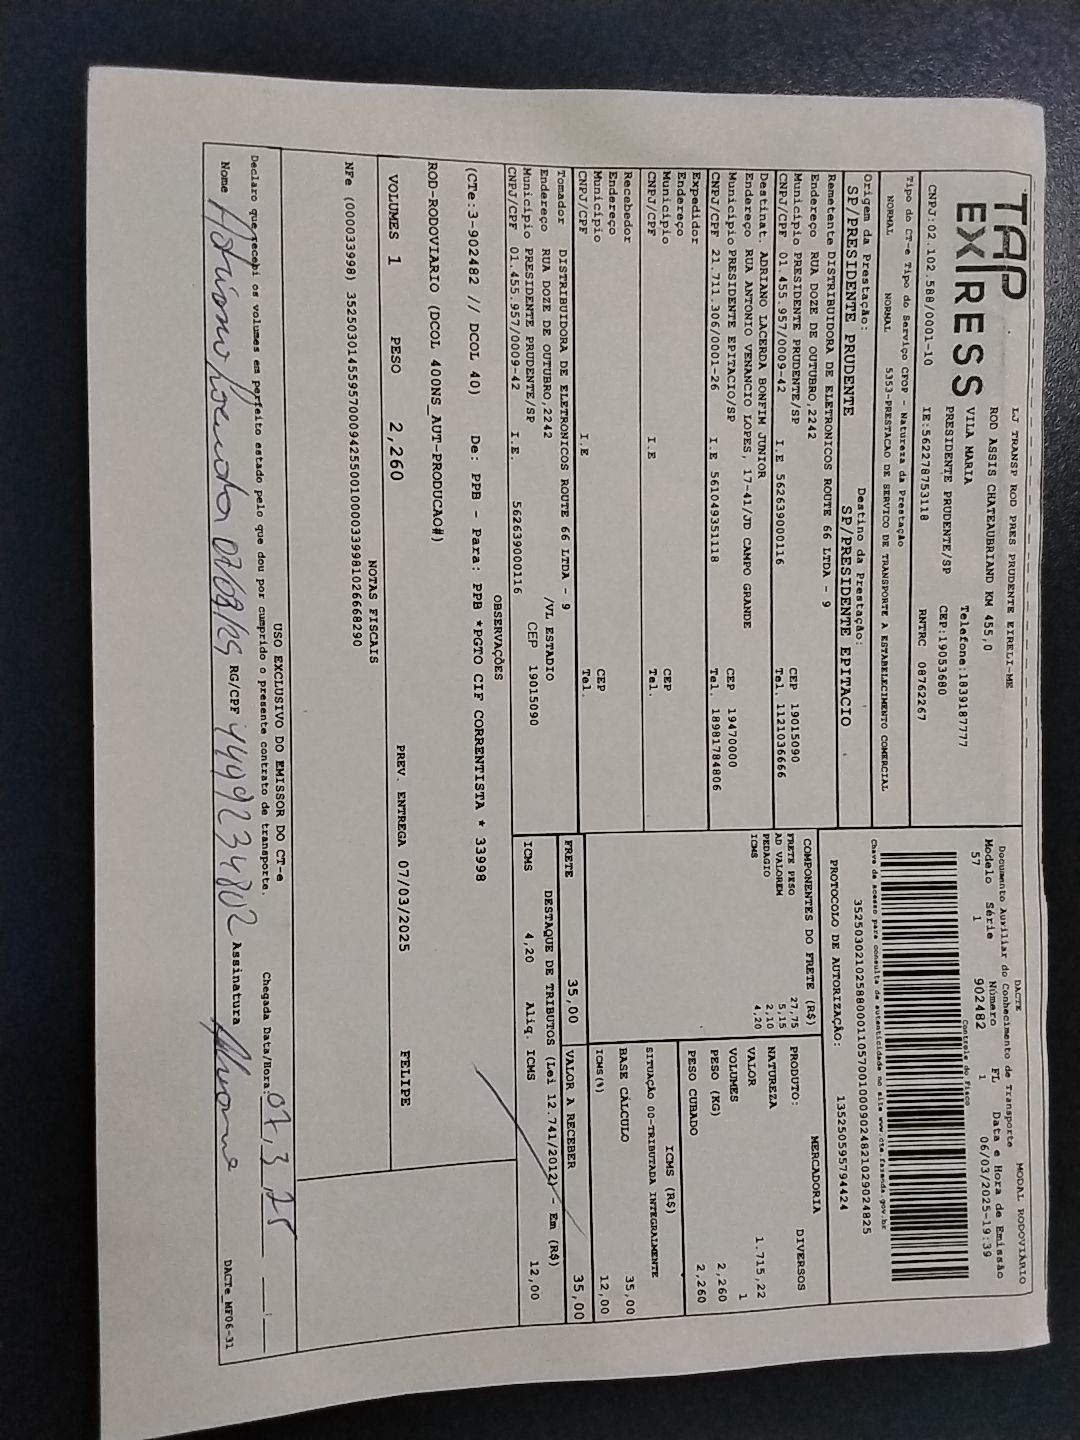 TAP
EXPRESS
LJ TRANSP ROD PRES PRUDENTE EIRELI-ME
ROD ASSIS CHATEAUBRIAND KM 455,0
VILA MARIA Telefone:1839187777
PRESIDENTE PRUDENTE/SP CEP:19053680
CNPJ:02.102.588/0001-10 IE:562278753118 RNTRC 08762267
DACTE MODAL RODOVIÁRIO
Documento Auxiliar do Conhecimento de Transporte
Modelo Série Número FL Data e Hora de Emissão
57 1 902482 1 06/03/2025-19:39
Controle do Fisco
Chave de acesso para consulta de autenticidade no site www.cte.fazenda.gov.br
35250302102588000110570010009024821029024825
PROTOCOLO DE AUTORIZAÇÃO: 135250595794424
Tipo do CT-e Tipo do Serviço CFOP - Natureza da Prestação
NORMAL NORMAL 5353-PRESTACAO DE SERVICO DE TRANSPORTE A ESTABELECIMENTO COMERCIAL
Origem da Prestação: Destino da Prestação:
SP/PRESIDENTE PRUDENTE SP/PRESIDENTE EPITACIO
Remetente DISTRIBUIDORA DE ELETRONICOS ROUTE 66 LTDA - 9
Endereço RUA DOZE DE OUTUBRO,2242
Município PRESIDENTE PRUDENTE/SP CEP 19015090
CNPJ/CPF 01.455.957/0009-42 I.E 562639000116 Tel. 1121036666
Destinat. ADRIANO LACERDA BONFIM JUNIOR
Endereço RUA ANTONIO VENANCIO LOPES, 17-41/JD CAMPO GRANDE
Município PRESIDENTE EPITACIO/SP CEP 19470000
CNPJ/CPF 21.711.306/0001-26 I.E 561049351118 Tel. 18981784806
Expedidor
Endereço
Município CEP
CNPJ/CPF I.E Tel.
Recebedor
Endereço
Município CEP
CNPJ/CPF I.E Tel.
Tomador DISTRIBUIDORA DE ELETRONICOS ROUTE 66 LTDA - 9
Endereço RUA DOZE DE OUTUBRO,2242 /VL ESTADIO
Município PRESIDENTE PRUDENTE/SP CEP 19015090
CNPJ/CPF 01.455.957/0009-42 I.E. 562639000116
COMPONENTES DO FRETE (R$)
FRETE PESO 27,75
AD VALOREM 5,15
PEDAGIO 2,10
ICMS 4,20
MERCADORIA
PRODUTO: DIVERSOS
NATUREZA
VALOR 1.715,22
VOLUMES 1
PESO (KG) 2,260
PESO CUBADO 2,260
ICMS (R$)
SITUAÇÃO 00-TRIBUTADA INTEGRALMENTE
BASE CÁLCULO 35,00
ICMS(%) 12,00
FRETE 35,00 VALOR A RECEBER 35,00
DESTAQUE DE TRIBUTOS (Lei 12.741/2012) - Em (R$)
ICMS 4,20 Alíq. ICMS 12,00
OBSERVAÇÕES
(CTe:3-902482 // DCOL 40) De: PPB - Para: PPB *PGTO CIF CORRENTISTA * 33998
ROD-RODOVIARIO (DCOL 400NS_AUT-PRODUCAO#)
VOLUMES 1 PESO 2,260 PREV. ENTREGA 07/03/2025 FELIPE
NOTAS FISCAIS
NFe (000033998) 35250301455957000942550010000339981026668290
USO EXCLUSIVO DO EMISSOR DO CT-e
Declaro que recebi os volumes em perfeito estado pelo que dou por cumprido o presente contrato de transporte. Chegada Data/Hora: 07, 3, 25
Nome RG/CPF 4499234802 Assinatura
DACTe_MF06-31